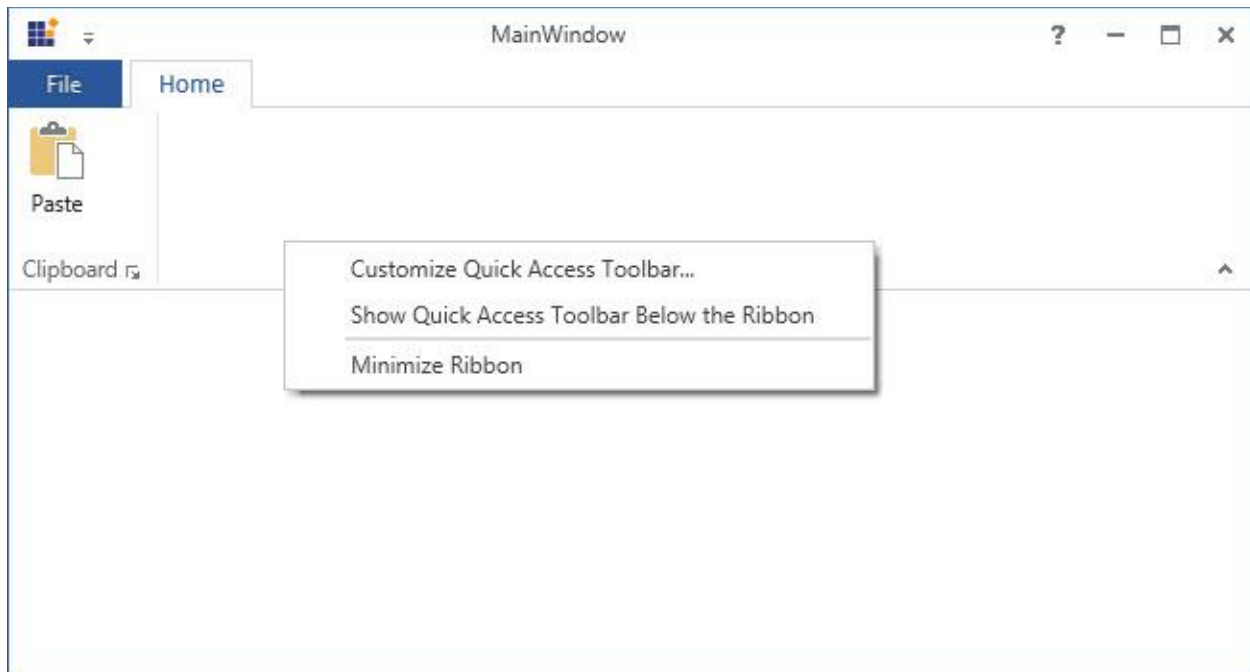 MainWindow
?
File Home
Paste
Clipboard
Customize Quick Access Toolbar...
Show Quick Access Toolbar Below the Ribbon
Minimize Ribbon